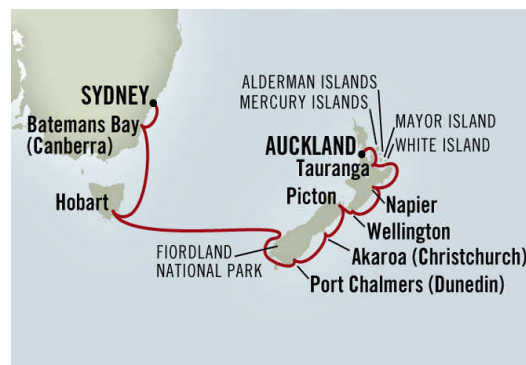 SYDNEY
Batemans Bay
(Canberra)
Hobart
ALDERMAN ISLANDS
MERCURY ISLANDS
MAYOR ISLAND
WHITE ISLAND
AUCKLAND
Tauranga
Picton
Napier
Wellington
FIORDLAND
NATIONAL PARK
Akaroa (Christchurch)
Port Chalmers (Dunedin)